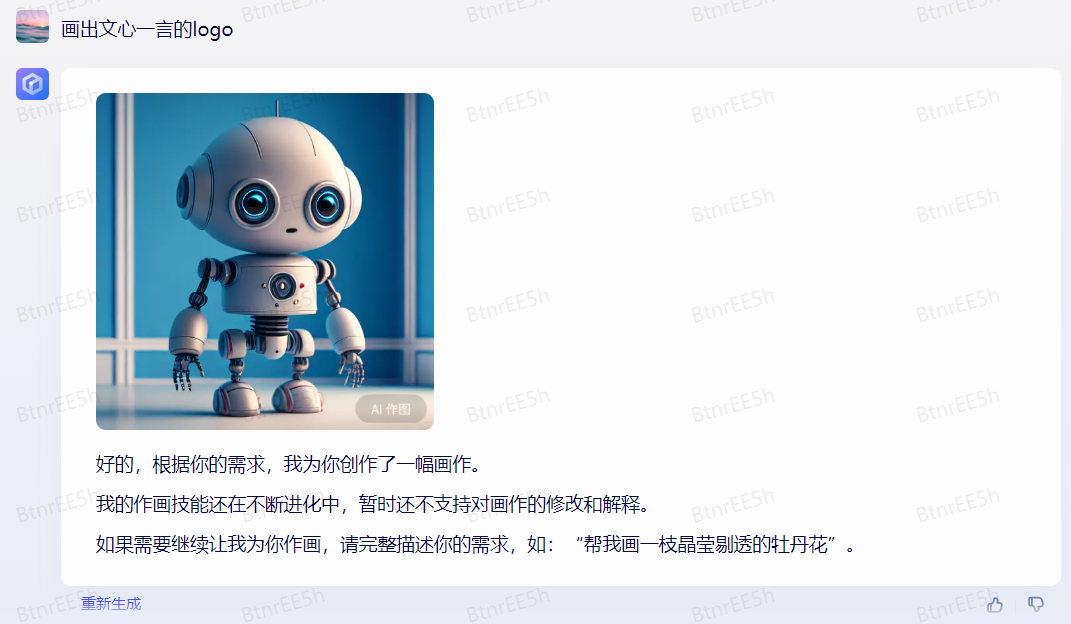 画出文心一言的logo
AI 作图
好的，根据你的需求，我为你创作了一幅画作。
我的作画技能还在不断进化中，暂时还不支持对画作的修改和解释。
如果需要继续让我为你作画，请完整描述你的需求，如：“帮我画一枝晶莹剔透的牡丹花”。
重新生成
BtnrEE5h